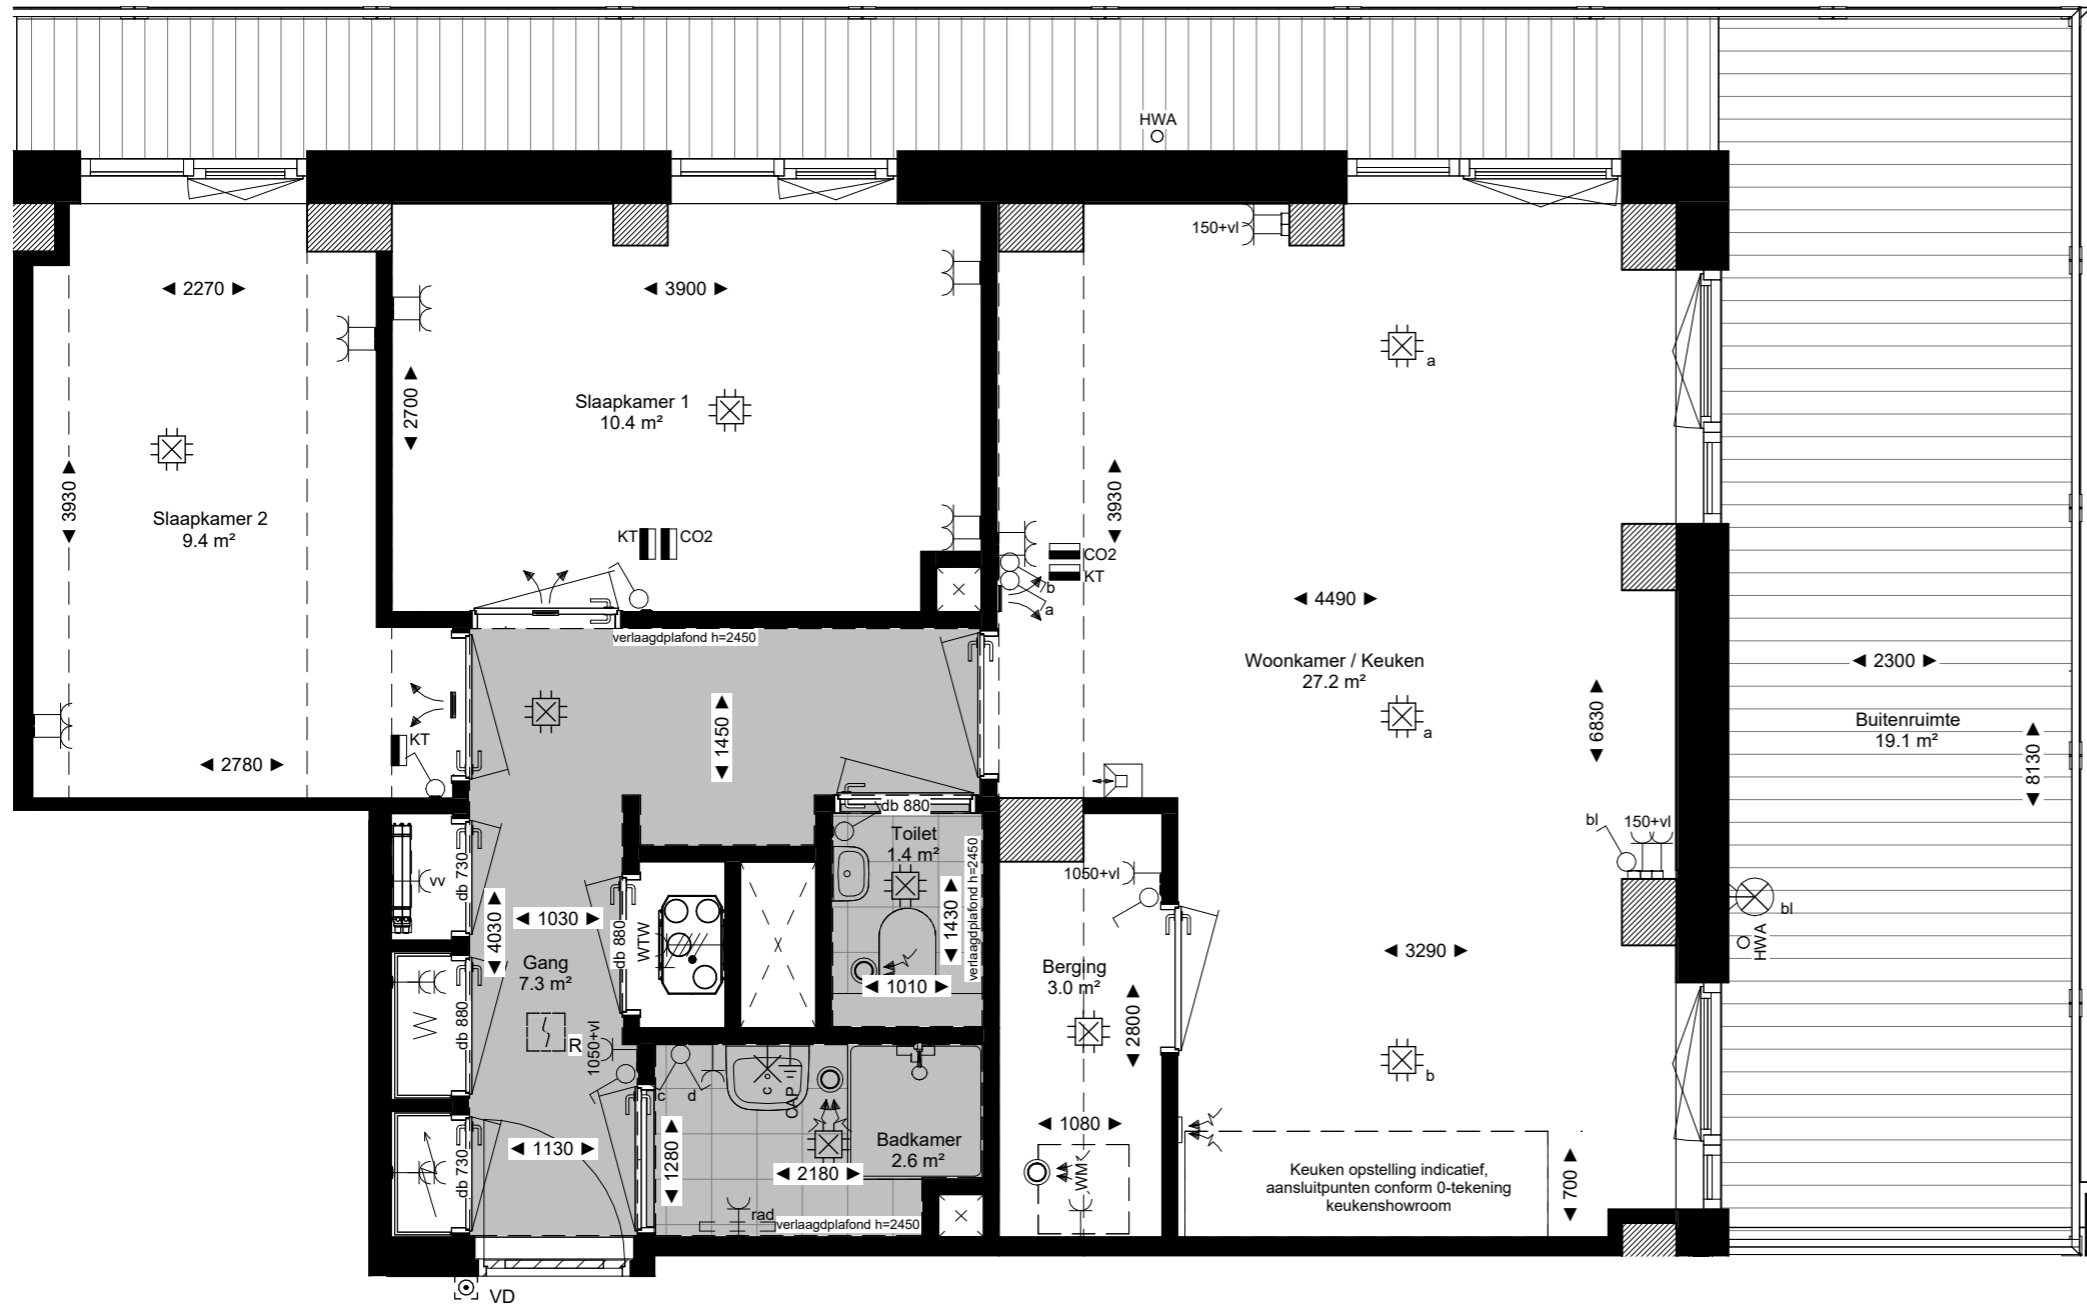 HWA
150+vl
◄ 2270 ►
◄ 3900 ►
a
◄ 2700 ►
Slaapkamer 1
10.4 m²
◄ 3930 ►
Slaapkamer 2
9.4 m²
◄ 3930 ►
KT
CO2
CO2
KT
b
a
◄ 4490 ►
verlaagdplafond h=2450
Woonkamer / Keuken
27.2 m²
◄ 2300 ►
◄ 6830 ►
Buitenruimte
19.1 m²
◄ 8130 ►
◄ 1450 ►
a
KT
◄ 2780 ►
db 880
Toilet
1.4 m²
verlaagdplafond h=2450
bl
150+vl
vv
db 730
1050+vl
◄ 4030 ►
◄ 1030 ►
db 880
WTW
◄ 1430 ►
bl
HWA
◄ 3290 ►
Gang
7.3 m²
Berging
3.0 m²
◄ 1010 ►
W
db 880
R
1050+vl
◄ 2800 ►
b
c
d
c
CAP
◄ 1280 ►
◄ 1130 ►
Badkamer
2.6 m²
◄ 2180 ►
◄ 1080 ►
WM
db 730
Keuken opstelling indicatief,
aansluitpunten conform 0-tekening
keukenshowroom
◄ 700 ►
rad
verlaagdplafond h=2450
VD